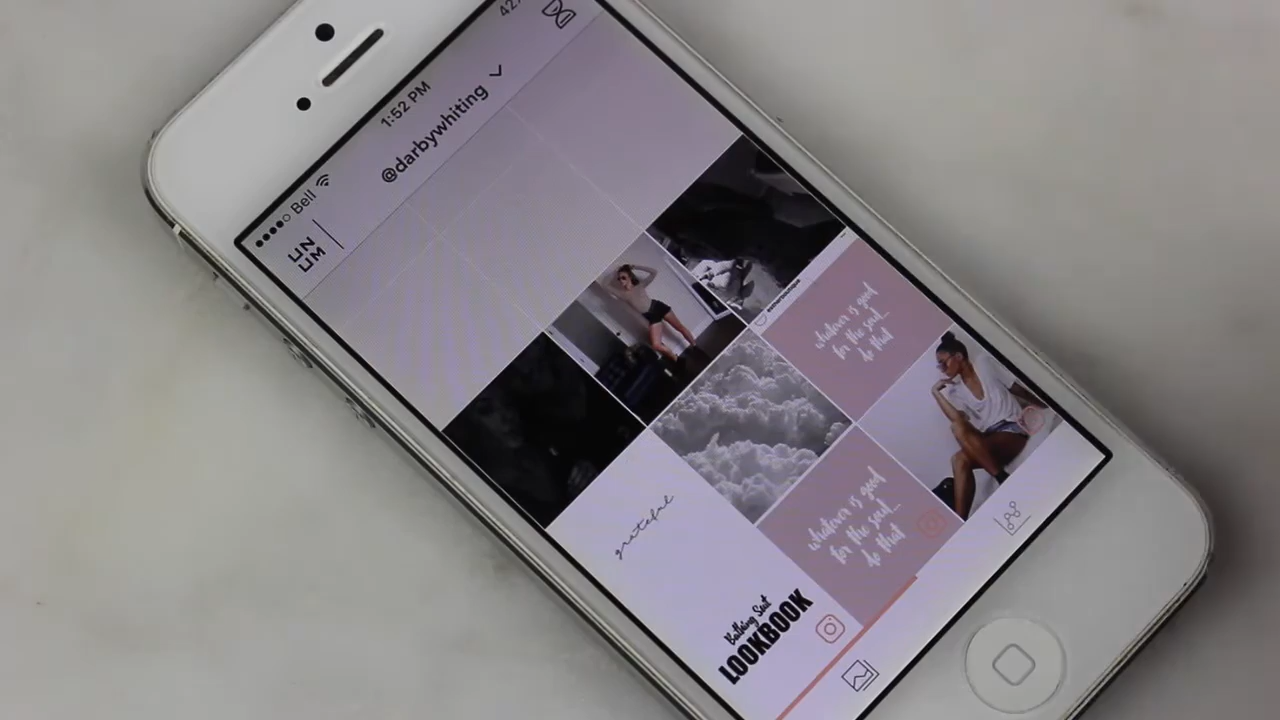 Bell
1:52 PM
UN
UM
@darbywhiting
whatever is good
for the soul...
do that
grateful
whatever is good
for the soul...
do that
Bathing Suit
LOOKBOOK